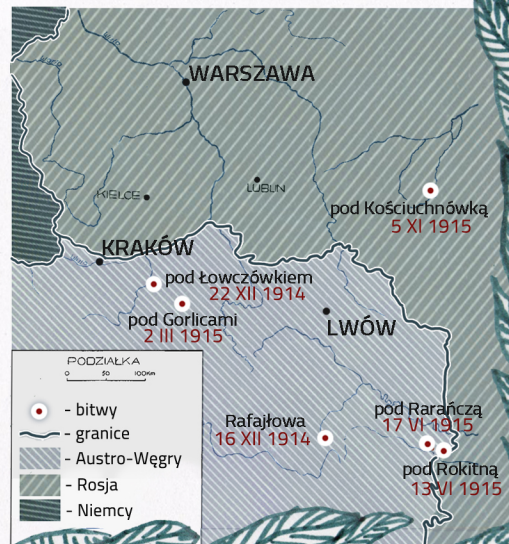 WARSZAWA
KIELCE
LUBLIN
pod Kościuchnówką
5 XI 1915
KRAKÓW
pod Łowczówkiem
22 XII 1914
pod Gorlicami
2 III 1915
LWÓW
PODZIAŁKA
0 50 100Km
- bitwy
- granice
- Austro-Węgry
- Rosja
- Niemcy
Rafajłowa
16 XII 1914
pod Rarańczą
17 VI 1915
pod Rokitną
13 VI 1915